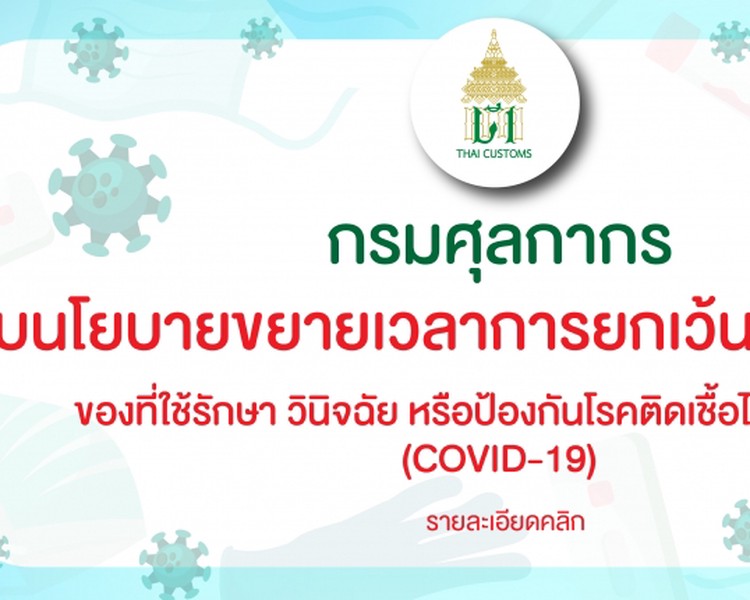 THAI CUSTOMS
กรมศุลกากร
บนโยบายขยายเวลาการยกเว้น
ของที่ใช้รักษา วินิจฉัย หรือป้องกันโรคติดเชื้อ
(COVID-19)
รายละเอียดคลิก